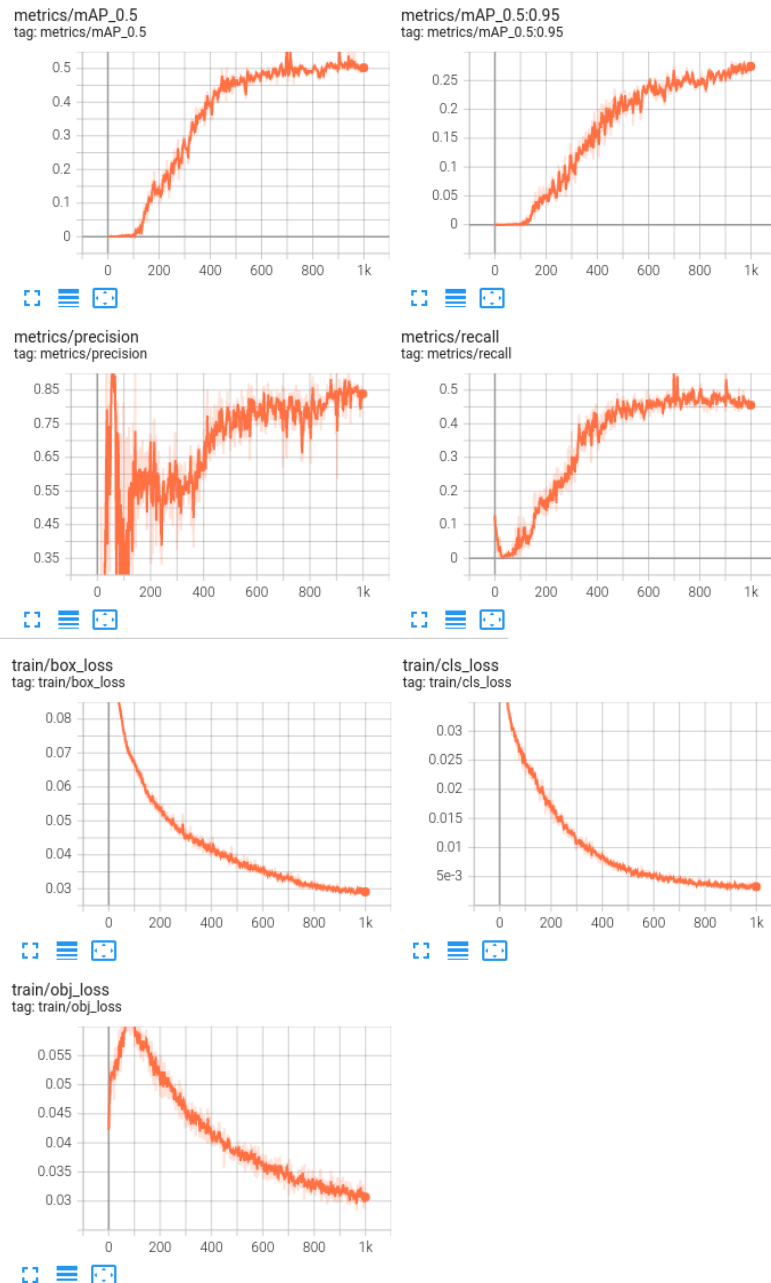 metrics/mAP_0.5
tag: metrics/mAP_0.5
0.5
0.4
0.3
0.2
0.1
0
0 200 400 600 800 1k
metrics/mAP_0.5:0.95
tag: metrics/mAP_0.5:0.95
0.25
0.2
0.15
0.1
0.05
0
0 200 400 600 800 1k
metrics/precision
tag: metrics/precision
0.85
0.75
0.65
0.55
0.45
0.35
0 200 400 600 800 1k
metrics/recall
tag: metrics/recall
0.5
0.4
0.3
0.2
0.1
0
0 200 400 600 800 1k
train/box_loss
tag: train/box_loss
0.08
0.07
0.06
0.05
0.04
0.03
0 200 400 600 800 1k
train/cls_loss
tag: train/cls_loss
0.03
0.025
0.02
0.015
0.01
5e-3
0 200 400 600 800 1k
train/obj_loss
tag: train/obj_loss
0.055
0.05
0.045
0.04
0.035
0.03
0 200 400 600 800 1k